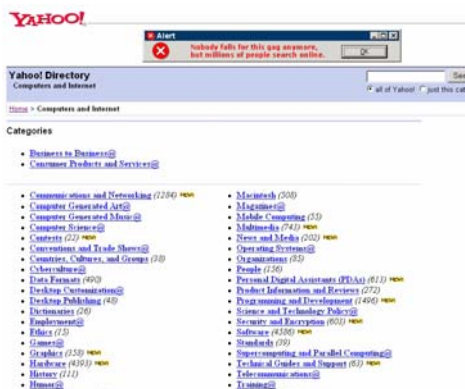 YAHOO!
Alert
Nobody falls for this gag anymore,
but millions of people search online.
OK
Yahoo! Directory
Computers and Internet
Sea
all of Yahoo! just this cat
Home > Computers and Internet
Categories
Business to Business@
Consumer Products and Services@
Communications and Networking (1284) NEW!
Computer Generated Art@
Computer Generated Music@
Computer Science@
Contests (22) NEW!
Conventions and Trade Shows@
Countries, Cultures, and Groups (38)
Cyberculture@
Data Formats (490)
Desktop Customization@
Desktop Publishing (48)
Dictionaries (26)
Employment@
Ethics (15)
Games@
Graphics (358) NEW!
Hardware (4393) NEW!
History (111)
Humor@
Macintosh (508)
Magazines@
Mobile Computing (55)
Multimedia (743) NEW!
News and Media (202) NEW!
Operating Systems@
Organizations (85)
People (156)
Personal Digital Assistants (PDAs) (611) NEW!
Product Information and Reviews (272)
Programming and Development (1496) NEW!
Science and Technology Policy@
Security and Encryption (602) NEW!
Software (4586) NEW!
Standards (39)
Supercomputing and Parallel Computing@
Technical Guides and Support (63) NEW!
Telecommunications@
Training@